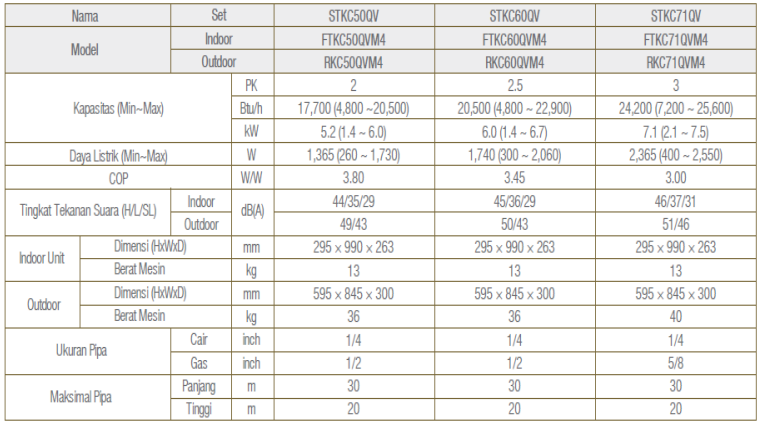 Nama Set STKC50QV STKC60QV STKC71QV
Model Indoor FTKC50QVM4 FTKC60QVM4 FTKC71QVM4
Outdoor RKC50QVM4 RKC60QVM4 RKC71QVM4
Kapasitas (Min~Max) PK 2 2.5 3
Btu/h 17,700 (4,800 ~20,500) 20,500 (4,800 ~ 22,900) 24,200 (7,200 ~ 25,600)
kW 5.2 (1.4 ~ 6.0) 6.0 (1.4 ~ 6.7) 7.1 (2.1 ~ 7.5)
Daya Listrik (Min~Max) W 1,365 (260 ~ 1,730) 1,740 (300 ~ 2,060) 2,365 (400 ~ 2,550)
COP W/W 3.80 3.45 3.00
Tingkat Tekanan Suara (H/L/SL) Indoor dB(A) 44/35/29 45/36/29 46/37/31
Outdoor 49/43 50/43 51/46
Indoor Unit Dimensi (HxWxD) mm 295 × 990 × 263 295 × 990 × 263 295 × 990 × 263
Berat Mesin kg 13 13 13
Outdoor Dimensi (HxWxD) mm 595 × 845 × 300 595 × 845 × 300 595 × 845 × 300
Berat Mesin kg 36 36 40
Ukuran Pipa Cair inch 1/4 1/4 1/4
Gas inch 1/2 1/2 5/8
Maksimal Pipa Panjang m 30 30 30
Tinggi m 20 20 20